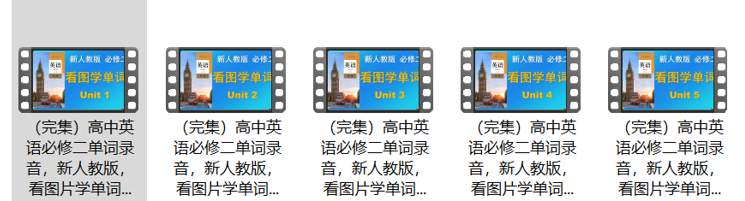 新人教版 必修二
英语
看图学单词
Unit 1
新人教版 必修二
英语
看图学单词
Unit 2
新人教版 必修二
英语
看图学单词
Unit 3
新人教版 必修二
英语
看图学单词
Unit 4
新人教版 必修二
英语
看图学单词
Unit 5
（完集）高中英
语必修二单词录
音，新人教版，
看图片学单词...
（完集）高中英
语必修二单词录
音，新人教版，
看图片学单词...
（完集）高中英
语必修二单词录
音，新人教版，
看图片学单词...
（完集）高中英
语必修二单词录
音，新人教版，
看图片学单词...
（完集）高中英
语必修二单词录
音，新人教版，
看图片学单词...